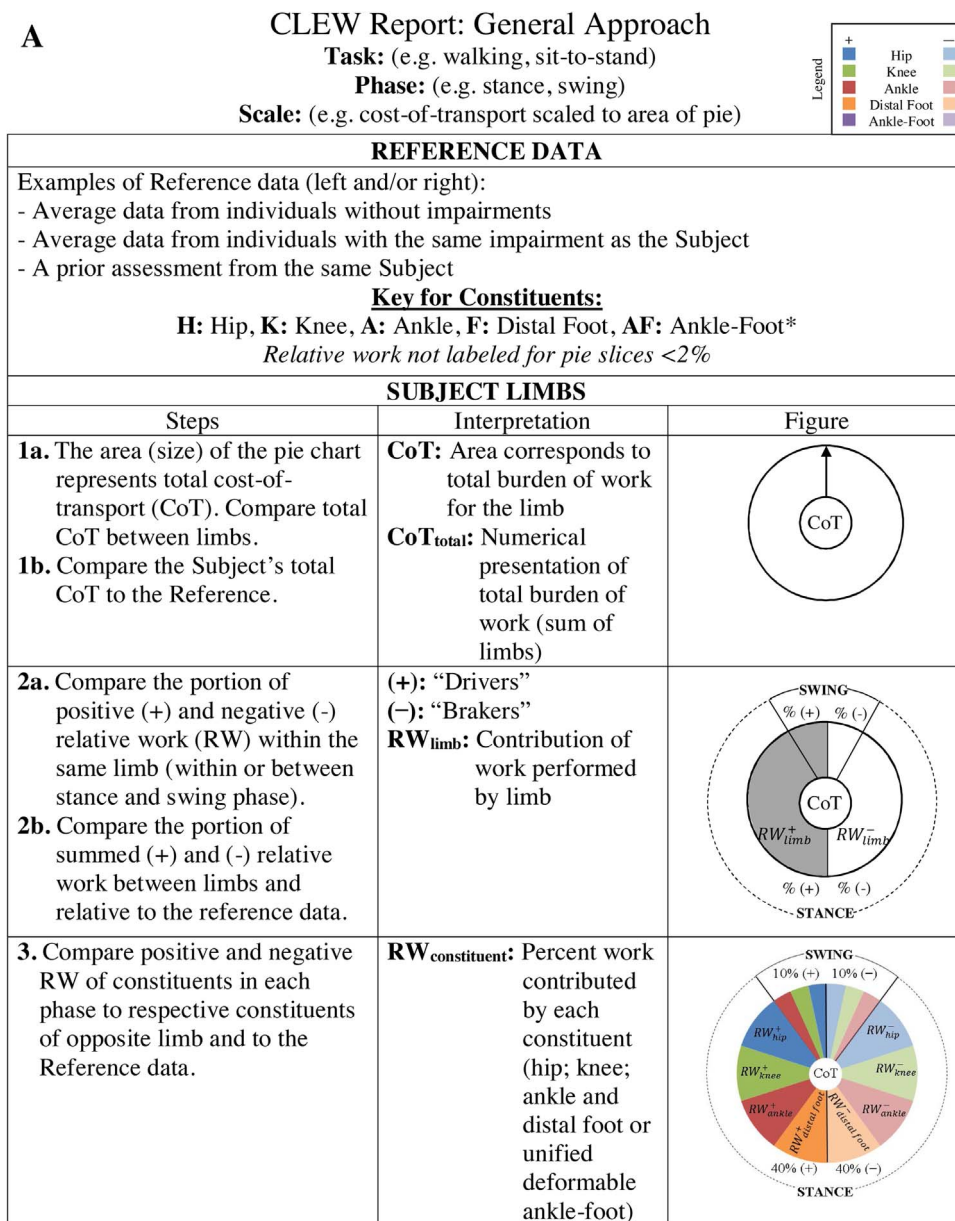 A
CLEW Report: General Approach
Task: (e.g. walking, sit-to-stand)
Phase: (e.g. stance, swing)
Scale: (e.g. cost-of-transport scaled to area of pie)
Legend
+ −
Hip
Knee
Ankle
Distal Foot
Ankle-Foot
REFERENCE DATA
Examples of Reference data (left and/or right):
- Average data from individuals without impairments
- Average data from individuals with the same impairment as the Subject
- A prior assessment from the same Subject
Key for Constituents:
H: Hip, K: Knee, A: Ankle, F: Distal Foot, AF: Ankle-Foot*
Relative work not labeled for pie slices <2%
SUBJECT LIMBS
Steps
Interpretation
Figure
1a. The area (size) of the pie chart
represents total cost-of-
transport (CoT). Compare total
CoT between limbs.
1b. Compare the Subject's total
CoT to the Reference.
CoT: Area corresponds to
total burden of work
for the limb
CoTtotal: Numerical
presentation of
total burden of
work (sum of
limbs)
CoT
2a. Compare the portion of
positive (+) and negative (-)
relative work (RW) within the
same limb (within or between
stance and swing phase).
2b. Compare the portion of
summed (+) and (-) relative
work between limbs and
relative to the reference data.
(+): “Drivers”
(−): “Brakers”
RWlimb: Contribution of
work performed
by limb
SWING
% (+) % (-)
CoT
RW+limb RW−limb
% (+) % (-)
STANCE
3. Compare positive and negative
RW of constituents in each
phase to respective constituents
of opposite limb and to the
Reference data.
RWconstituent: Percent work
contributed
by each
constituent
(hip; knee;
ankle and
distal foot or
unified
deformable
ankle-foot)
SWING
10% (+) 10% (−)
RW+hip RW−hip
RW+knee CoT RW−knee
RW+ankle RW−ankle
RW+distal foot RW−distal foot
40% (+) 40% (−)
STANCE